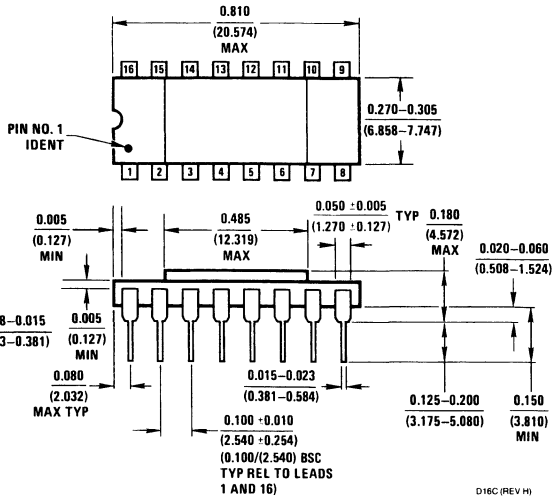 0.810
(20.574)
MAX
16 15 14 13 12 11 10 9
0.270–0.305
(6.858–7.747)
PIN NO. 1
IDENT
1 2 3 4 5 6 7 8
0.005
(0.127)
MIN
0.485
(12.319)
MAX
0.050 ±0.005
(1.270 ±0.127)
TYP
0.180
(4.572)
MAX
0.020–0.060
(0.508–1.524)
8–0.015
3–0.381)
0.005
(0.127)
MIN
0.080
(2.032)
MAX TYP
0.015–0.023
(0.381–0.584)
0.125–0.200
(3.175–5.080)
0.150
(3.810)
MIN
0.100 ±0.010
(2.540 ±0.254)
(0.100/(2.540) BSC
TYP REL TO LEADS
1 AND 16)
D16C (REV H)